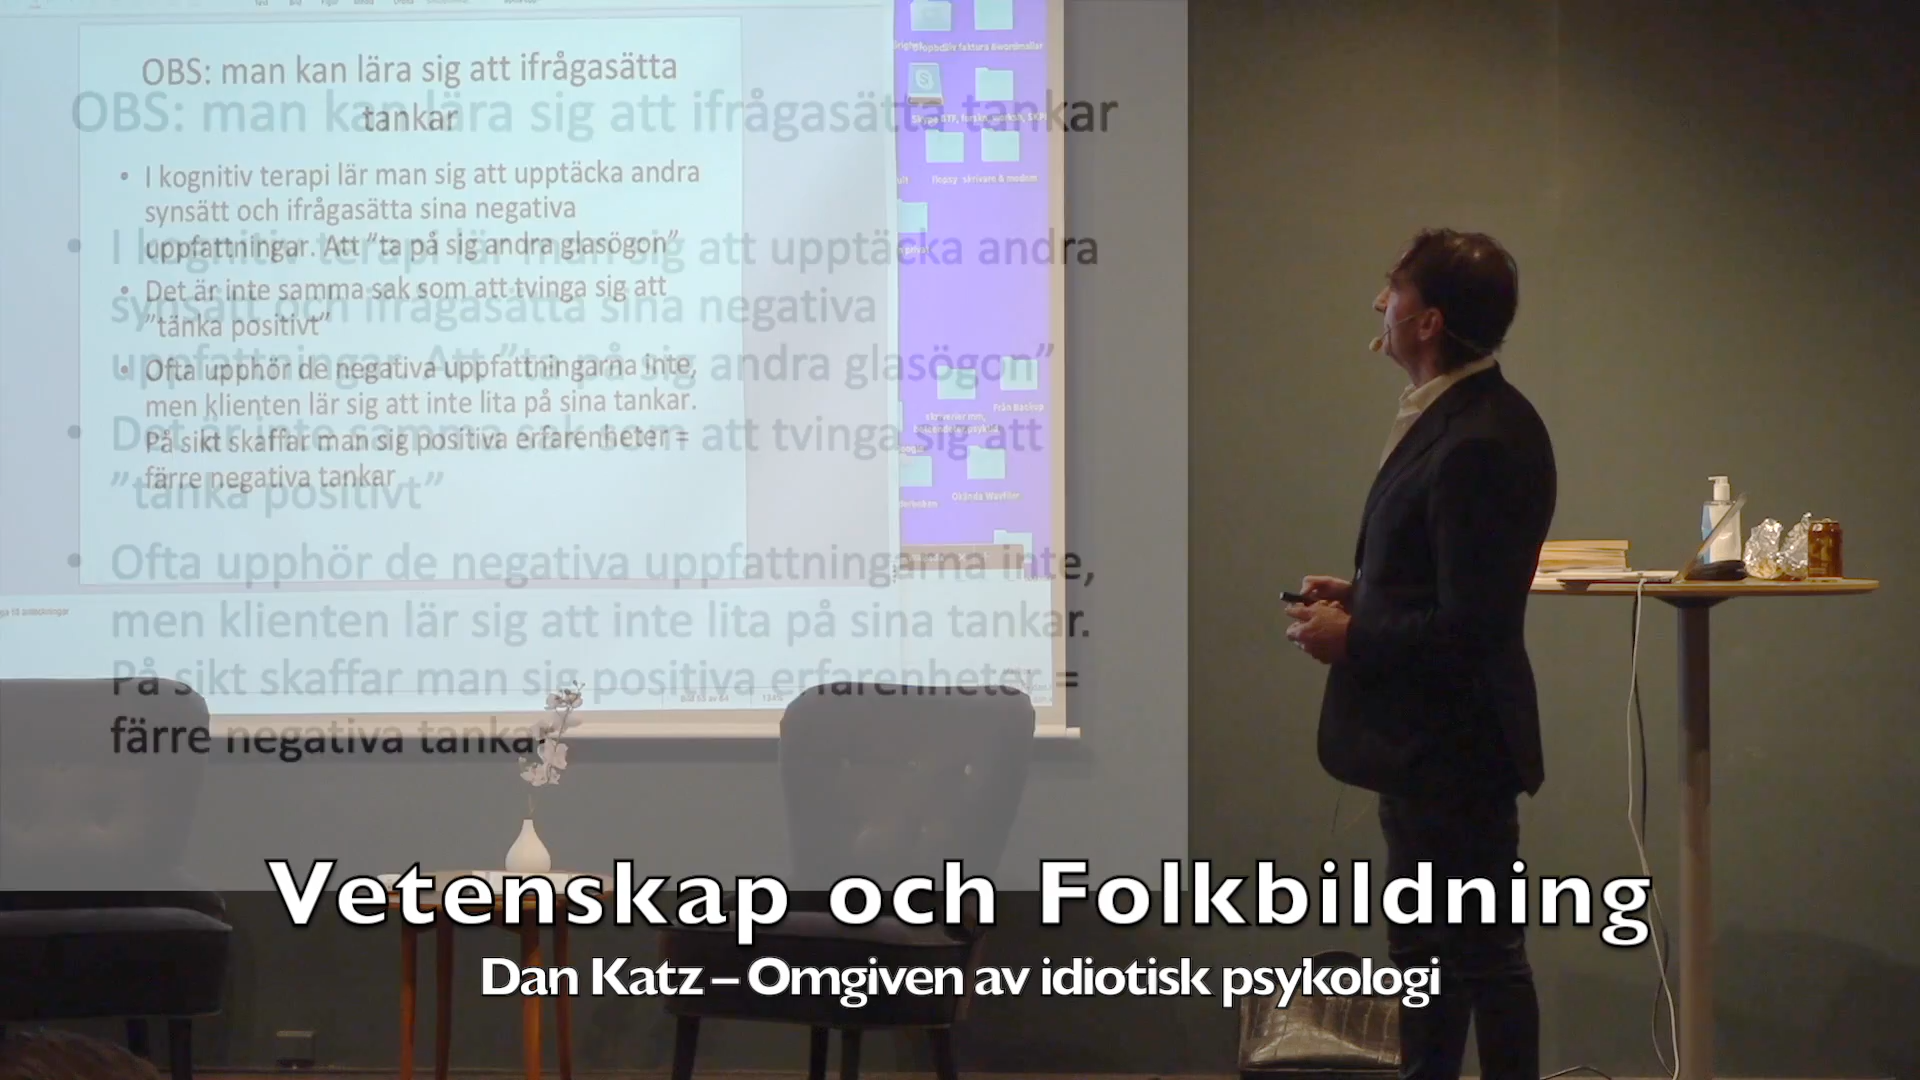 OBS: man kan lära sig att ifrågasätta
tankar
• I kognitiv terapi lär man sig att upptäcka andra
synsätt och ifrågasätta sina negativa
uppfattningar. Att ”ta på sig andra glasögon”
• Det är inte samma sak som att tvinga sig att
”tänka positivt”
• Ofta upphör de negativa uppfattningarna inte,
men klienten lär sig att inte lita på sina tankar.
På sikt skaffar man sig positiva erfarenheter =
färre negativa tankar
OBS: man kan lära sig att ifrågasätta tankar
• I kognitiv terapi lär man sig att upptäcka andra
synsätt och ifrågasätta sina negativa
uppfattningar. Att ”ta på sig andra glasögon”
• Det är inte samma sak som att tvinga sig att
”tänka positivt”
• Ofta upphör de negativa uppfattningarna inte,
men klienten lär sig att inte lita på sina tankar.
På sikt skaffar man sig positiva erfarenheter =
färre negativa tankar
skrivare & modem
Från Backup
Okända Wavfiler
134%
Vetenskap och Folkbildning
Dan Katz – Omgiven av idiotisk psykologi